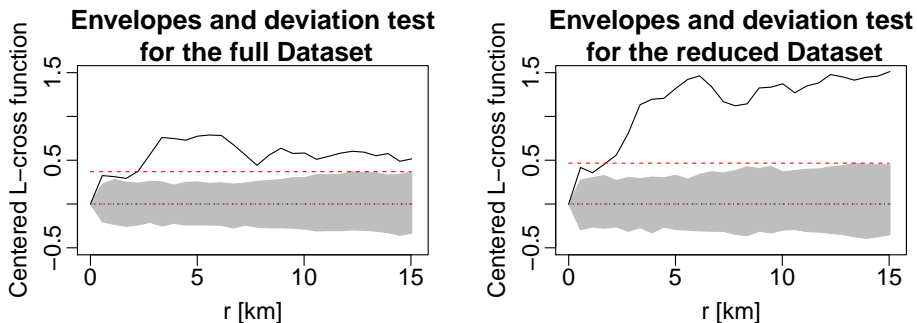 Envelopes and deviation test
for the full Dataset
Centered L−cross function
1.5
0.5
−0.5
0
5
10
15
r [km]
Envelopes and deviation test
for the reduced Dataset
Centered L−cross function
1.5
0.5
−0.5
0
5
10
15
r [km]